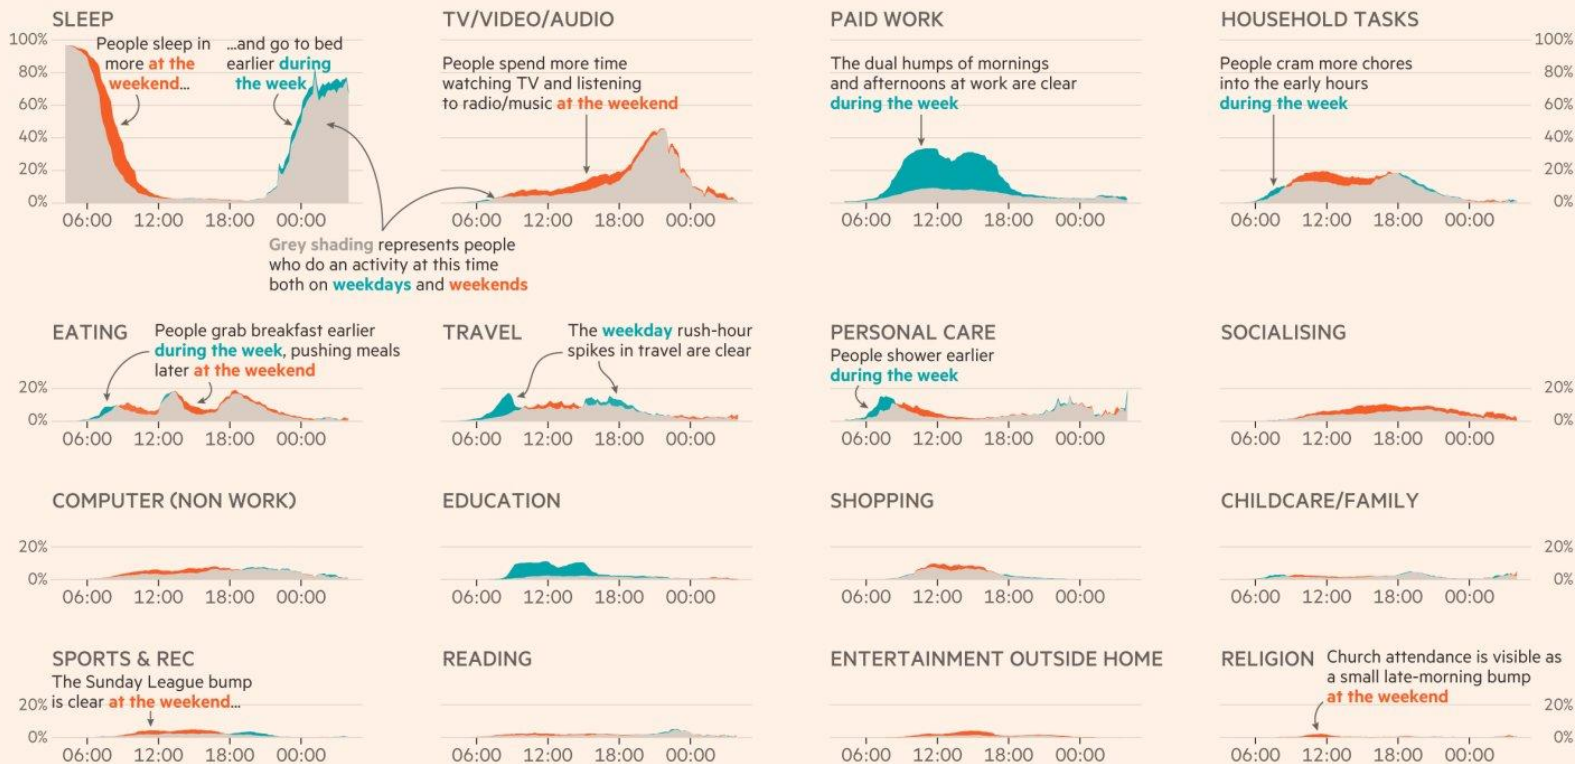 SLEEP
People sleep in
more at the
weekend...
...and go to bed
earlier during
the week
100%
80%
60%
40%
20%
0%
06:00 12:00 18:00 00:00
TV/VIDEO/AUDIO
People spend more time
watching TV and listening
to radio/music at the weekend
06:00 12:00 18:00 00:00
PAID WORK
The dual humps of mornings
and afternoons at work are clear
during the week
06:00 12:00 18:00 00:00
HOUSEHOLD TASKS
People cram more chores
into the early hours
during the week
100%
80%
60%
40%
20%
0%
06:00 12:00 18:00 00:00
Grey shading represents people
who do an activity at this time
both on weekdays and weekends
EATING
People grab breakfast earlier
during the week, pushing meals
later at the weekend
20%
0%
06:00 12:00 18:00 00:00
TRAVEL
The weekday rush-hour
spikes in travel are clear
06:00 12:00 18:00 00:00
PERSONAL CARE
People shower earlier
during the week
06:00 12:00 18:00 00:00
SOCIALISING
20%
0%
06:00 12:00 18:00 00:00
COMPUTER (NON WORK)
20%
0%
06:00 12:00 18:00 00:00
EDUCATION
06:00 12:00 18:00 00:00
SHOPPING
06:00 12:00 18:00 00:00
CHILDCARE/FAMILY
20%
0%
06:00 12:00 18:00 00:00
SPORTS & REC
The Sunday League bump
is clear at the weekend...
20%
0%
06:00 12:00 18:00 00:00
READING
06:00 12:00 18:00 00:00
ENTERTAINMENT OUTSIDE HOME
06:00 12:00 18:00 00:00
RELIGION
Church attendance is visible as
a small late-morning bump
at the weekend
20%
0%
06:00 12:00 18:00 00:00